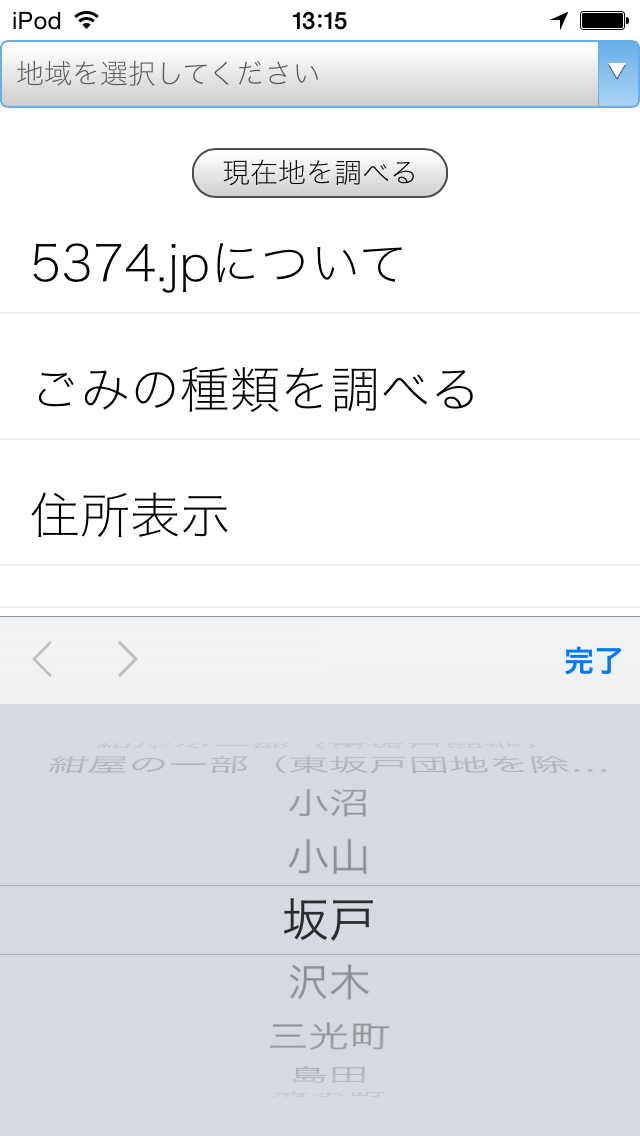 iPod 13:15
地域を選択してください
現在地を調べる
5374.jpについて
ごみの種類を調べる
住所表示
完了
紺屋の一部（東坂戸団地を除…
小沼
小山
坂戸
沢木
三光町
島田